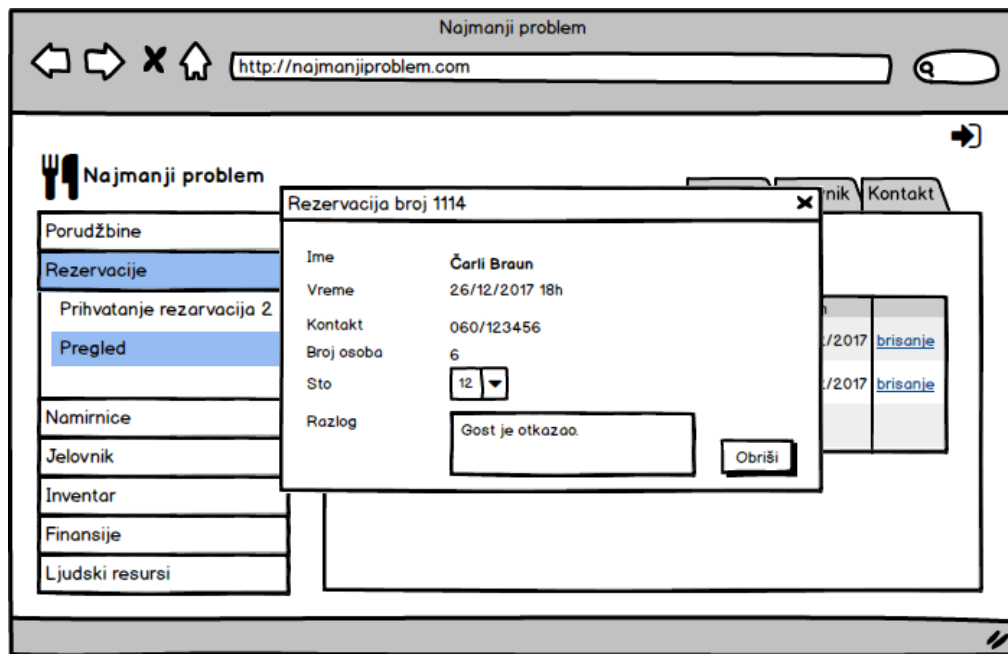 Najmanji problem
http://najmanjiproblem.com
Najmanji problem
Kontakt
Rezervacija broj 1114
Porudžbine
Rezervacije
Prihvatanje rezarvacija 2
Pregled
Namirnice
Jelovnik
Inventar
Finansije
Ljudski resursi
Ime Čarli Braun
Vreme 26/12/2017 18h
Kontakt 060/123456
Broj osoba 6
Sto 12
Razlog Gost je otkazao.
Obriši
/2017 brisanje
/2017 brisanje